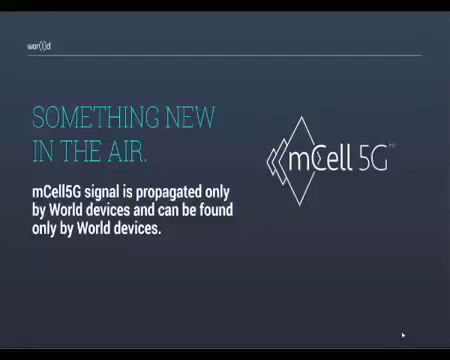 wor(l)d
SOMETHING NEW
IN THE AIR.
mCell5G signal is propagated only
by World devices and can be found
only by World devices.
mCell 5G